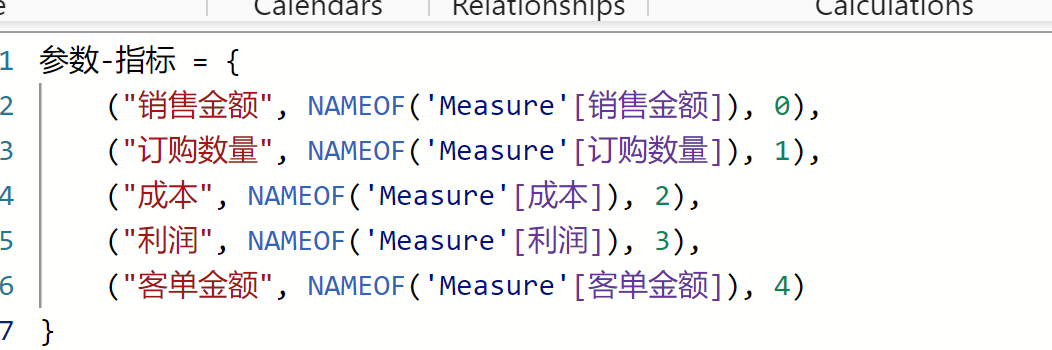 Calendars Relationships Calculations
1 参数-指标 = {
2 ("销售金额", NAMEOF('Measure'[销售金额]), 0),
3 ("订购数量", NAMEOF('Measure'[订购数量]), 1),
4 ("成本", NAMEOF('Measure'[成本]), 2),
5 ("利润", NAMEOF('Measure'[利润]), 3),
6 ("客单金额", NAMEOF('Measure'[客单金额]), 4)
7 }